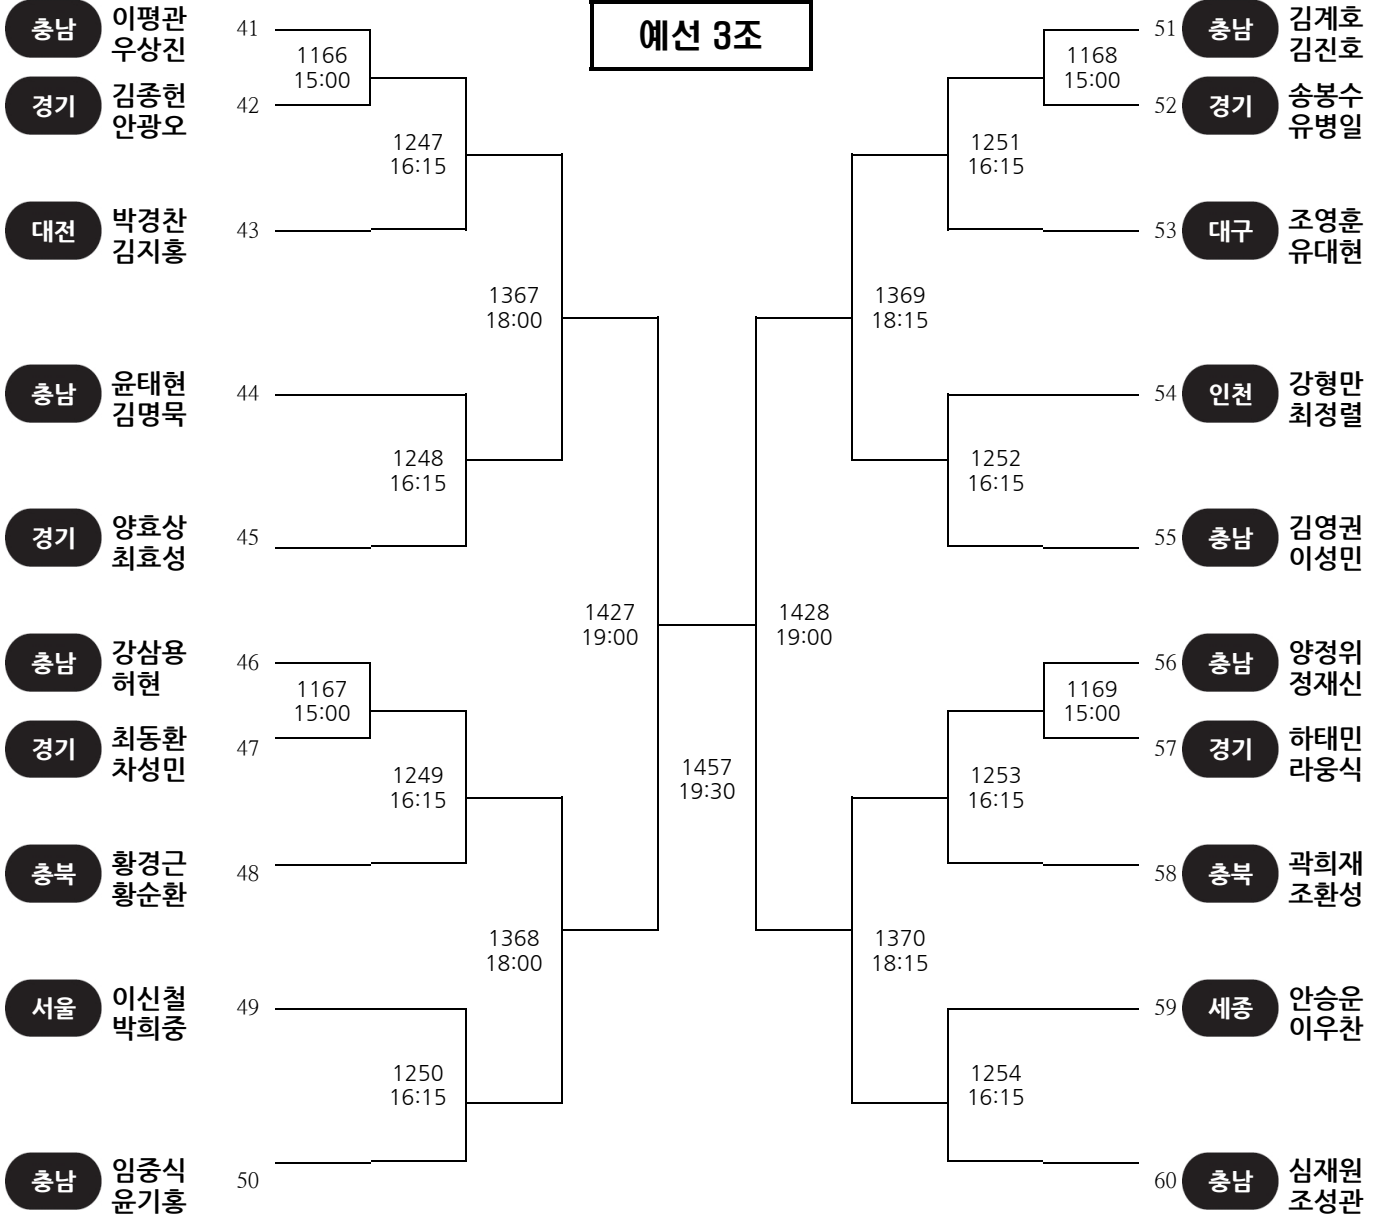 예선 3조
충남
이평관
우상진
41
1166
15:00
경기
김종헌
안광오
42
1247
16:15
대전
박경찬
김지홍
43
1367
18:00
충남
윤태현
김명묵
44
1248
16:15
경기
양효상
최효성
45
1427
19:00
충남
강삼용
허현
46
1167
15:00
경기
최동환
차성민
47
1249
16:15
충북
황경근
황순환
48
1368
18:00
서울
이신철
박희중
49
1250
16:15
충남
임중식
윤기홍
50
1457
19:30
51
충남
김계호
김진호
1168
15:00
52
경기
송봉수
유병일
1251
16:15
53
대구
조영훈
유대현
1369
18:15
54
인천
강형만
최정렬
1252
16:15
55
충남
김영권
이성민
1428
19:00
56
충남
양정위
정재신
1169
15:00
57
경기
하태민
라웅식
1253
16:15
58
충북
곽희재
조환성
1370
18:15
59
세종
안승운
이우찬
1254
16:15
60
충남
심재원
조성관